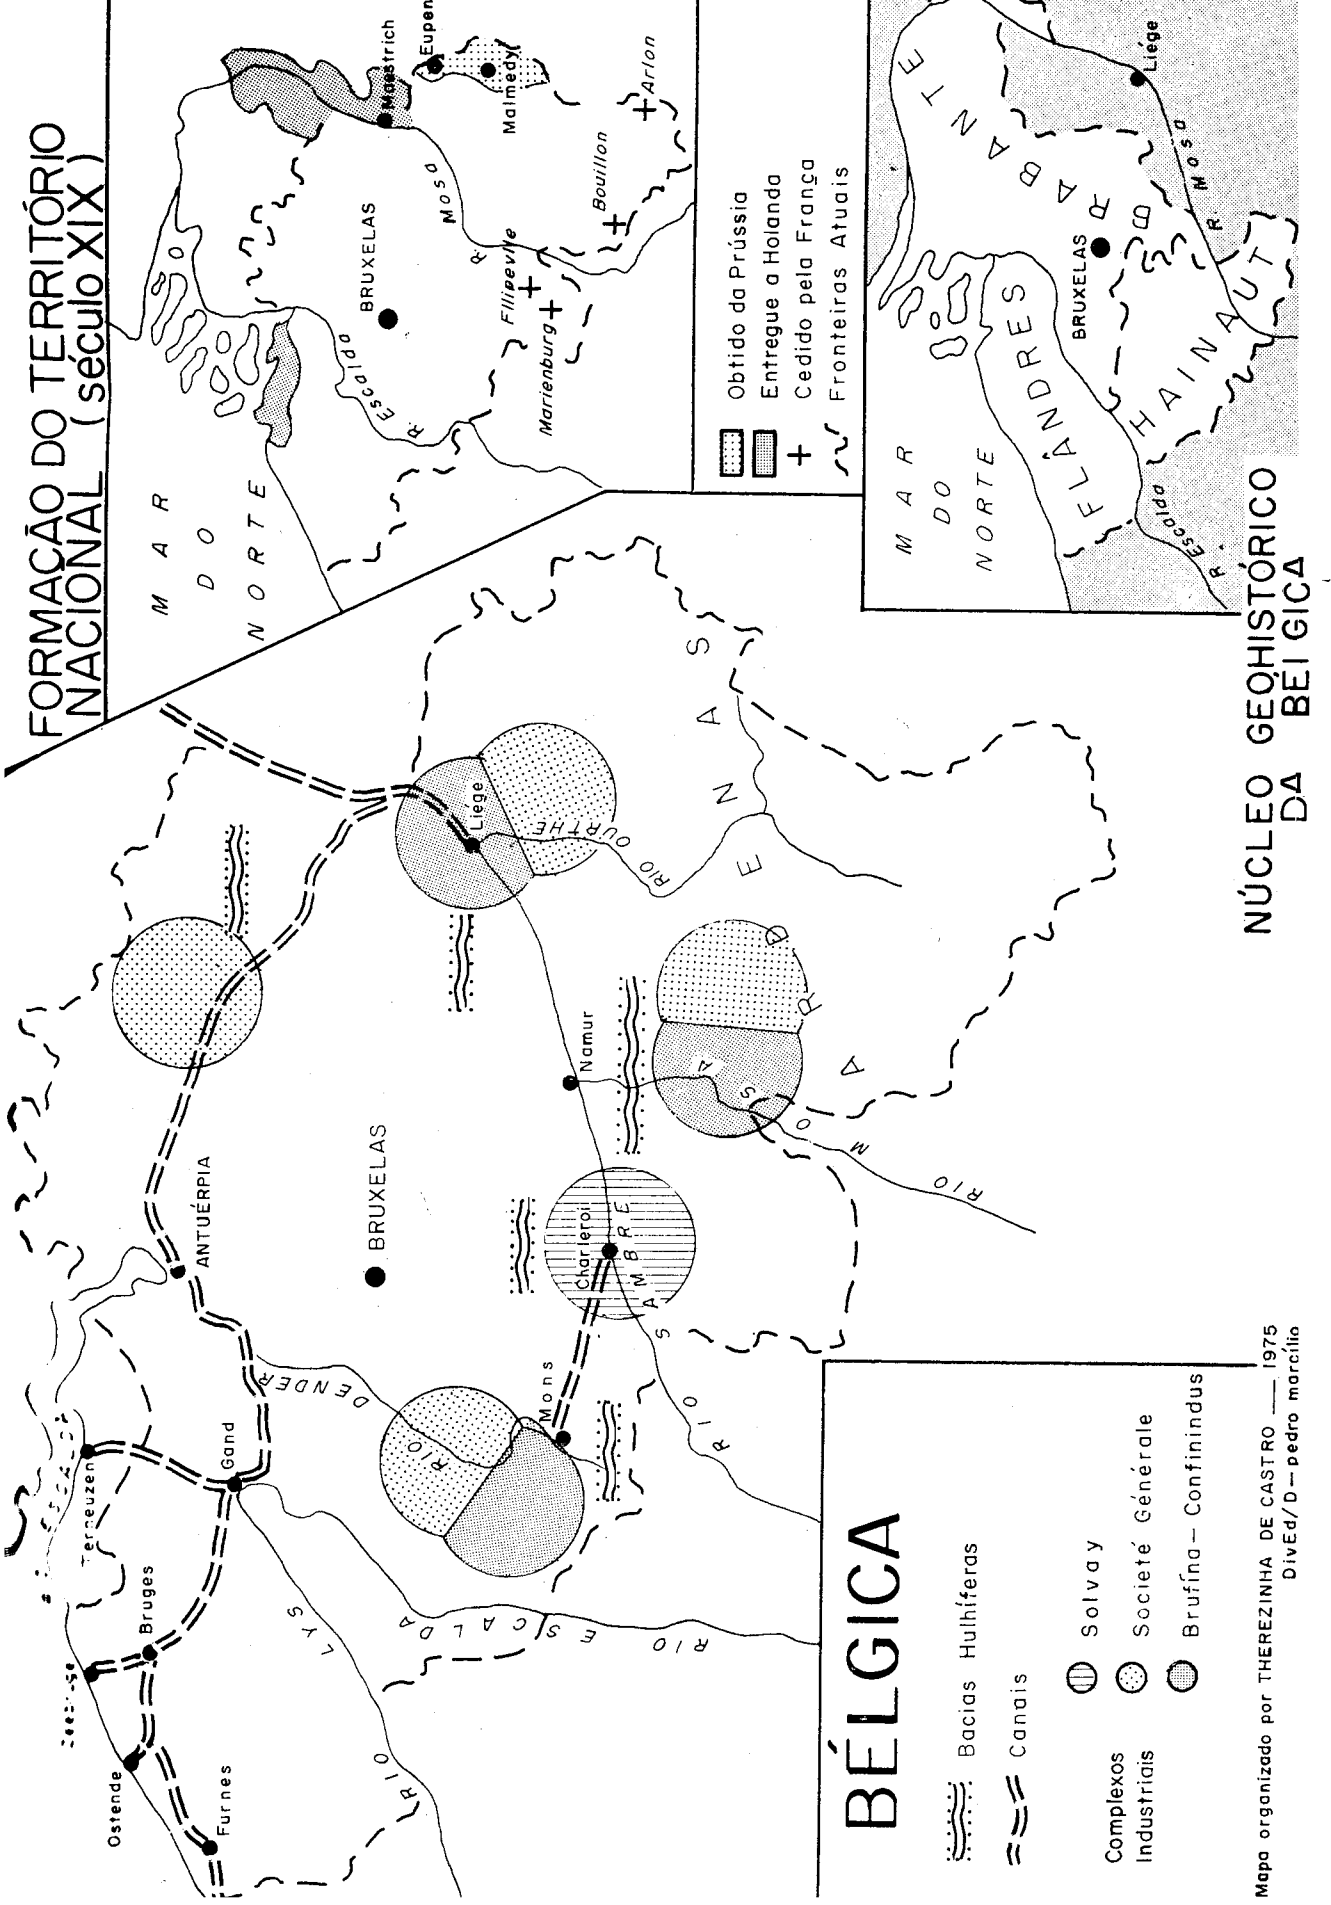 FORMAÇÃO DO TERRITÓRIO
NACIONAL (século XIX)
MAR
DO
NORTE
R. Escalda
BRUXELAS
R. Mosa
Maestrich
Eupen
Malmedy
Filipeville
Marienburg
Bouillon
Arlon
Obtido da Prússia
Entregue a Holanda
Cedido pela França
Fronteiras Atuais
MAR
DO
NORTE
FLANDRES
BRABANTE
HAINAUT
BRUXELAS
Liége
R. Mosa
R. Escalda
NÚCLEO GEOHISTÓRICO
DA BELGICA
Ostende
Furnes
Bruges
Terneuzen
Gand
ANTUÉRPIA
BRUXELAS
RIO LYS
RIO ESCALDA
RIO DENDER
Mons
Charleroi
RIO SAMBRE
Namur
RIO MOSA
Liége
RIO OURTHE
ARDENAS
BÉLGICA
Bacias Hulhíferas
Canais
Complexos
Industriais
Solvay
Societé Générale
Brufina – Confinindus
Mapa organizado por THEREZINHA DE CASTRO ___ 1975
DivEd/D – pedro marcílio